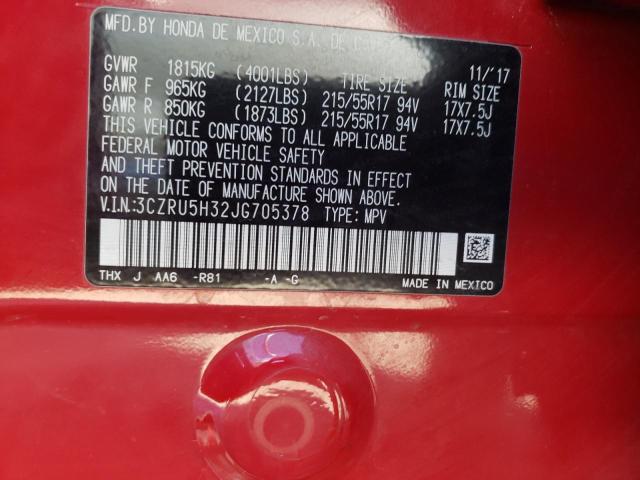 MFD.BY HONDA DE MEXICO S.A. DE C.V. 11/'17
GVWR 1815KG (4001LBS) TIRE SIZE RIM SIZE
GAWR F 965KG (2127LBS) 215/55R17 94V 17X7.5J
GAWR R 850KG (1873LBS) 215/55R17 94V 17X7.5J
THIS VEHICLE CONFORMS TO ALL APPLICABLE
FEDERAL MOTOR VEHICLE SAFETY
AND THEFT PREVENTION STANDARDS IN EFFECT
ON THE DATE OF MANUFACTURE SHOWN ABOVE.
V.I.N.:3CZRU5H32JG705378 TYPE: MPV
THX J AA6 -R81 -A -G
MADE IN MEXICO